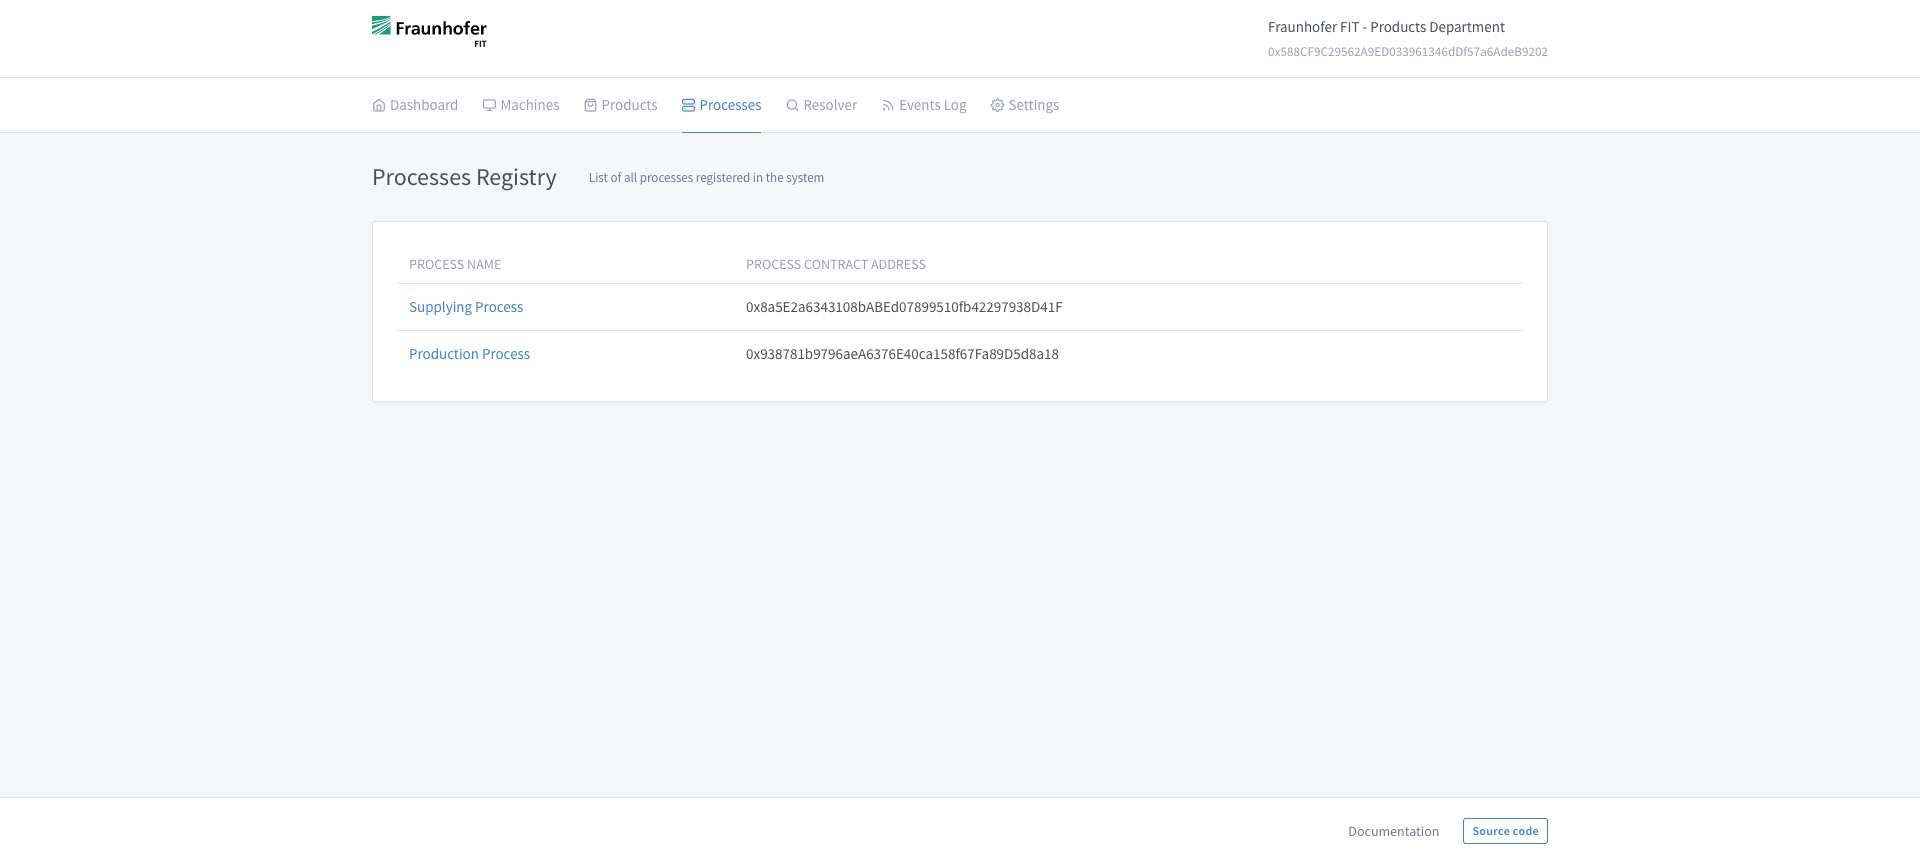 Fraunhofer
FIT
Fraunhofer FIT - Products Department
0x588CF9C29562A9ED033961346dDf57a6AdeB9202
Dashboard Machines Products Processes Resolver Events Log Settings
Processes Registry List of all processes registered in the system
PROCESS NAME PROCESS CONTRACT ADDRESS
Supplying Process 0x8a5E2a6343108bABEd07899510fb42297938D41F
Production Process 0x938781b9796aeA6376E40ca158f67Fa89D5d8a18
Documentation Source code